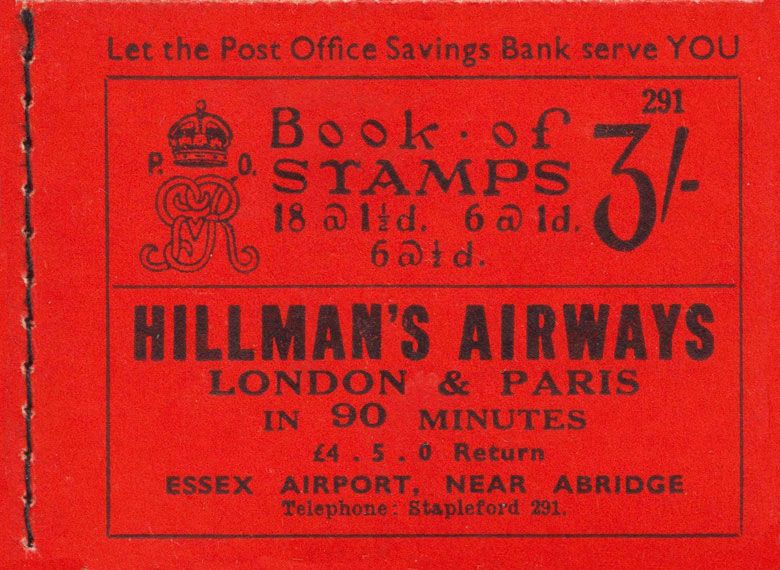 Let the Post Office Savings Bank serve YOU
291
P. O.
GRV
Book · of
STAMPS
3/-
18 @ 1½d. 6 @ 1d.
6 @ ½d.
HILLMAN'S AIRWAYS
LONDON & PARIS
IN 90 MINUTES
£4 . 5 . 0 Return
ESSEX AIRPORT, NEAR ABRIDGE
Telephone: Stapleford 291.